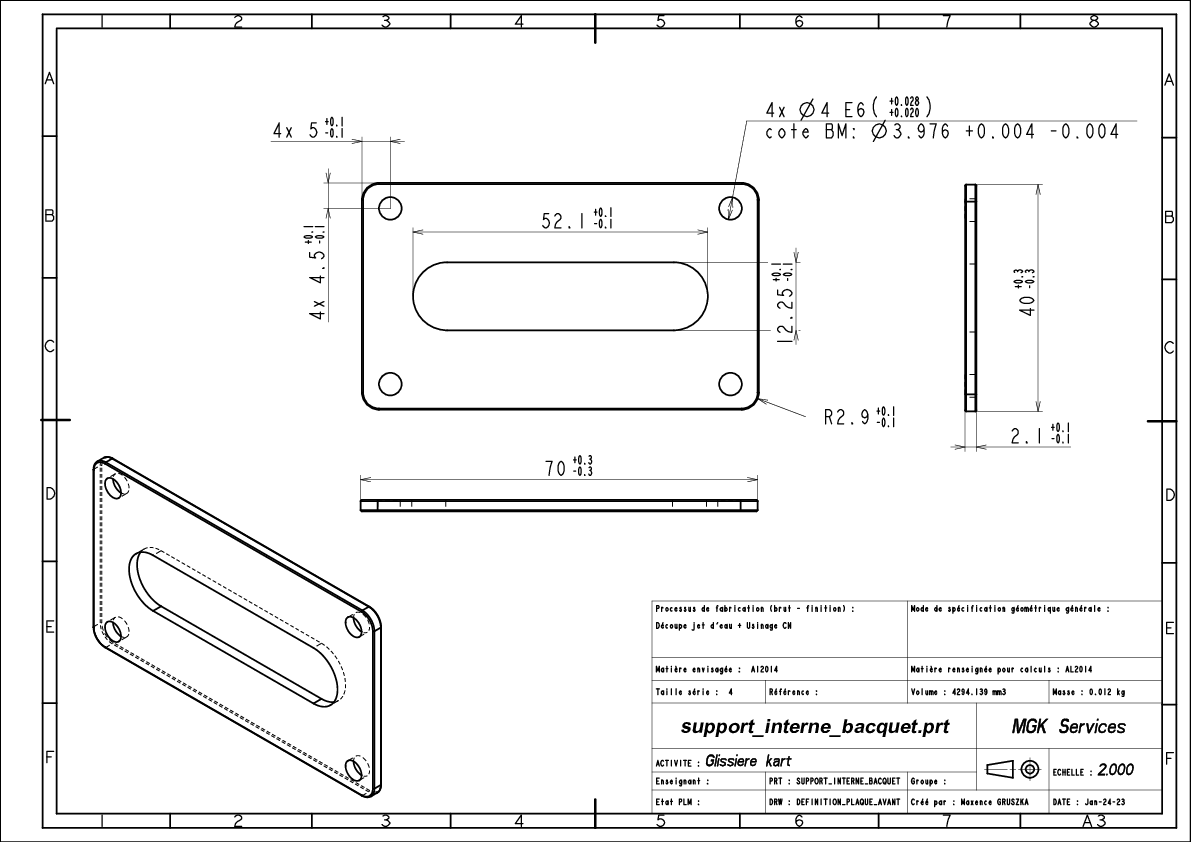 2 3 4 5 6 7 8
A A
4x Ø4 E6( +0.028 +0.020 )
cote BM: Ø3.976 +0.004 -0.004
4x 5 +0.1 -0.1
B B
52.1 +0.1 -0.1
4x 4.5 +0.1 -0.1
12.25 +0.1 -0.1
40 +0.3 -0.3
C C
R2.9 +0.1 -0.1
2.1 +0.1 -0.1
70 +0.3 -0.3
D D
Processus de fabrication (brut - finition) :
Découpe jet d'eau + Usinage CN
Mode de spécification géométrique générale :
E E
Matière envisagée : Al2014
Matière renseignée pour calculs : AL2014
Taille série : 4
Référence :
Volume : 4294.139 mm3
Masse : 0.012 kg
support_interne_bacquet.prt
MGK Services
F F
ACTIVITE : Glissiere kart
ECHELLE : 2.000
Enseignant :
PRT : SUPPORT_INTERNE_BACQUET
Groupe :
Etat PLM :
DRW : DEFINITION_PLAQUE_AVANT
Créé par : Maxence GRUSZKA
DATE : Jan-24-23
2 3 4 5 6 7 A3